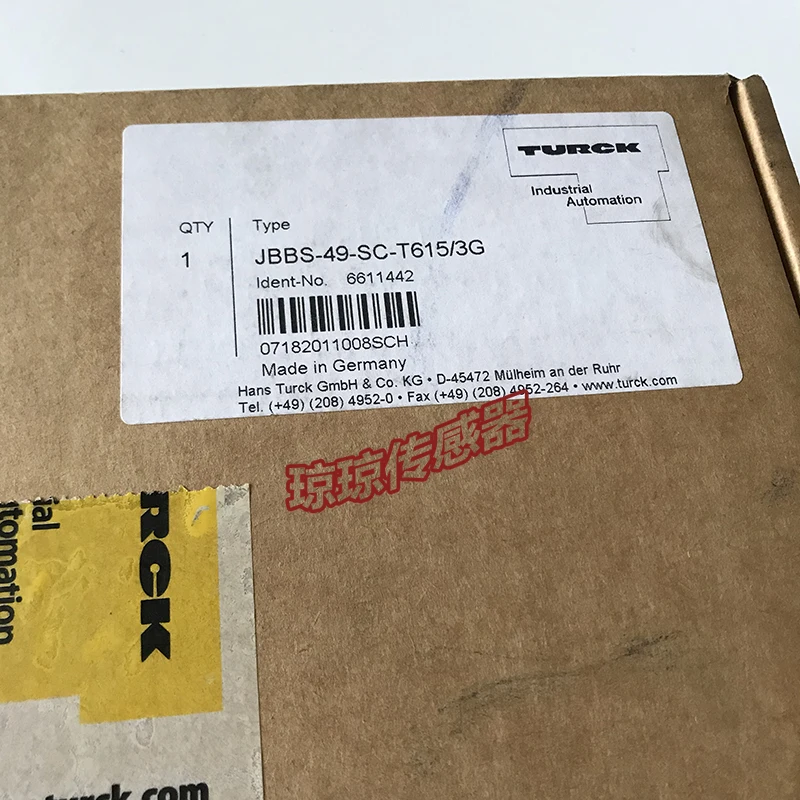 TURCK
Industrial
Automation
QTY
Type
1
JBBS-49-SC-T615/3G
Ident-No. 6611442
07182011008SCH
Made in Germany
Hans Turck GmbH & Co. KG • D-45472 Mülheim an der Ruhr
Tel. (+49) (208) 4952-0 • Fax (+49) (208) 4952-264 • www.turck.com
琼琼传感器
RCK
ial
utomation
turck.com